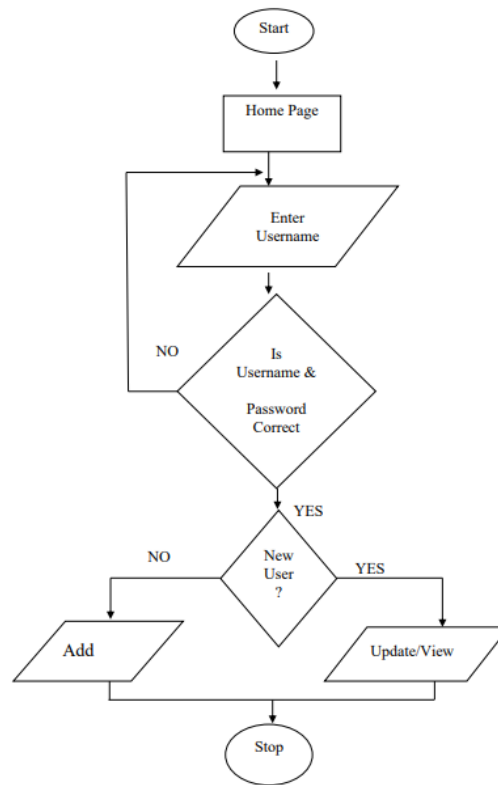 Start
Home Page
Enter
Username
NO
Is
Username &
Password
Correct
YES
NO
New
User
?
YES
Add
Update/View
Stop